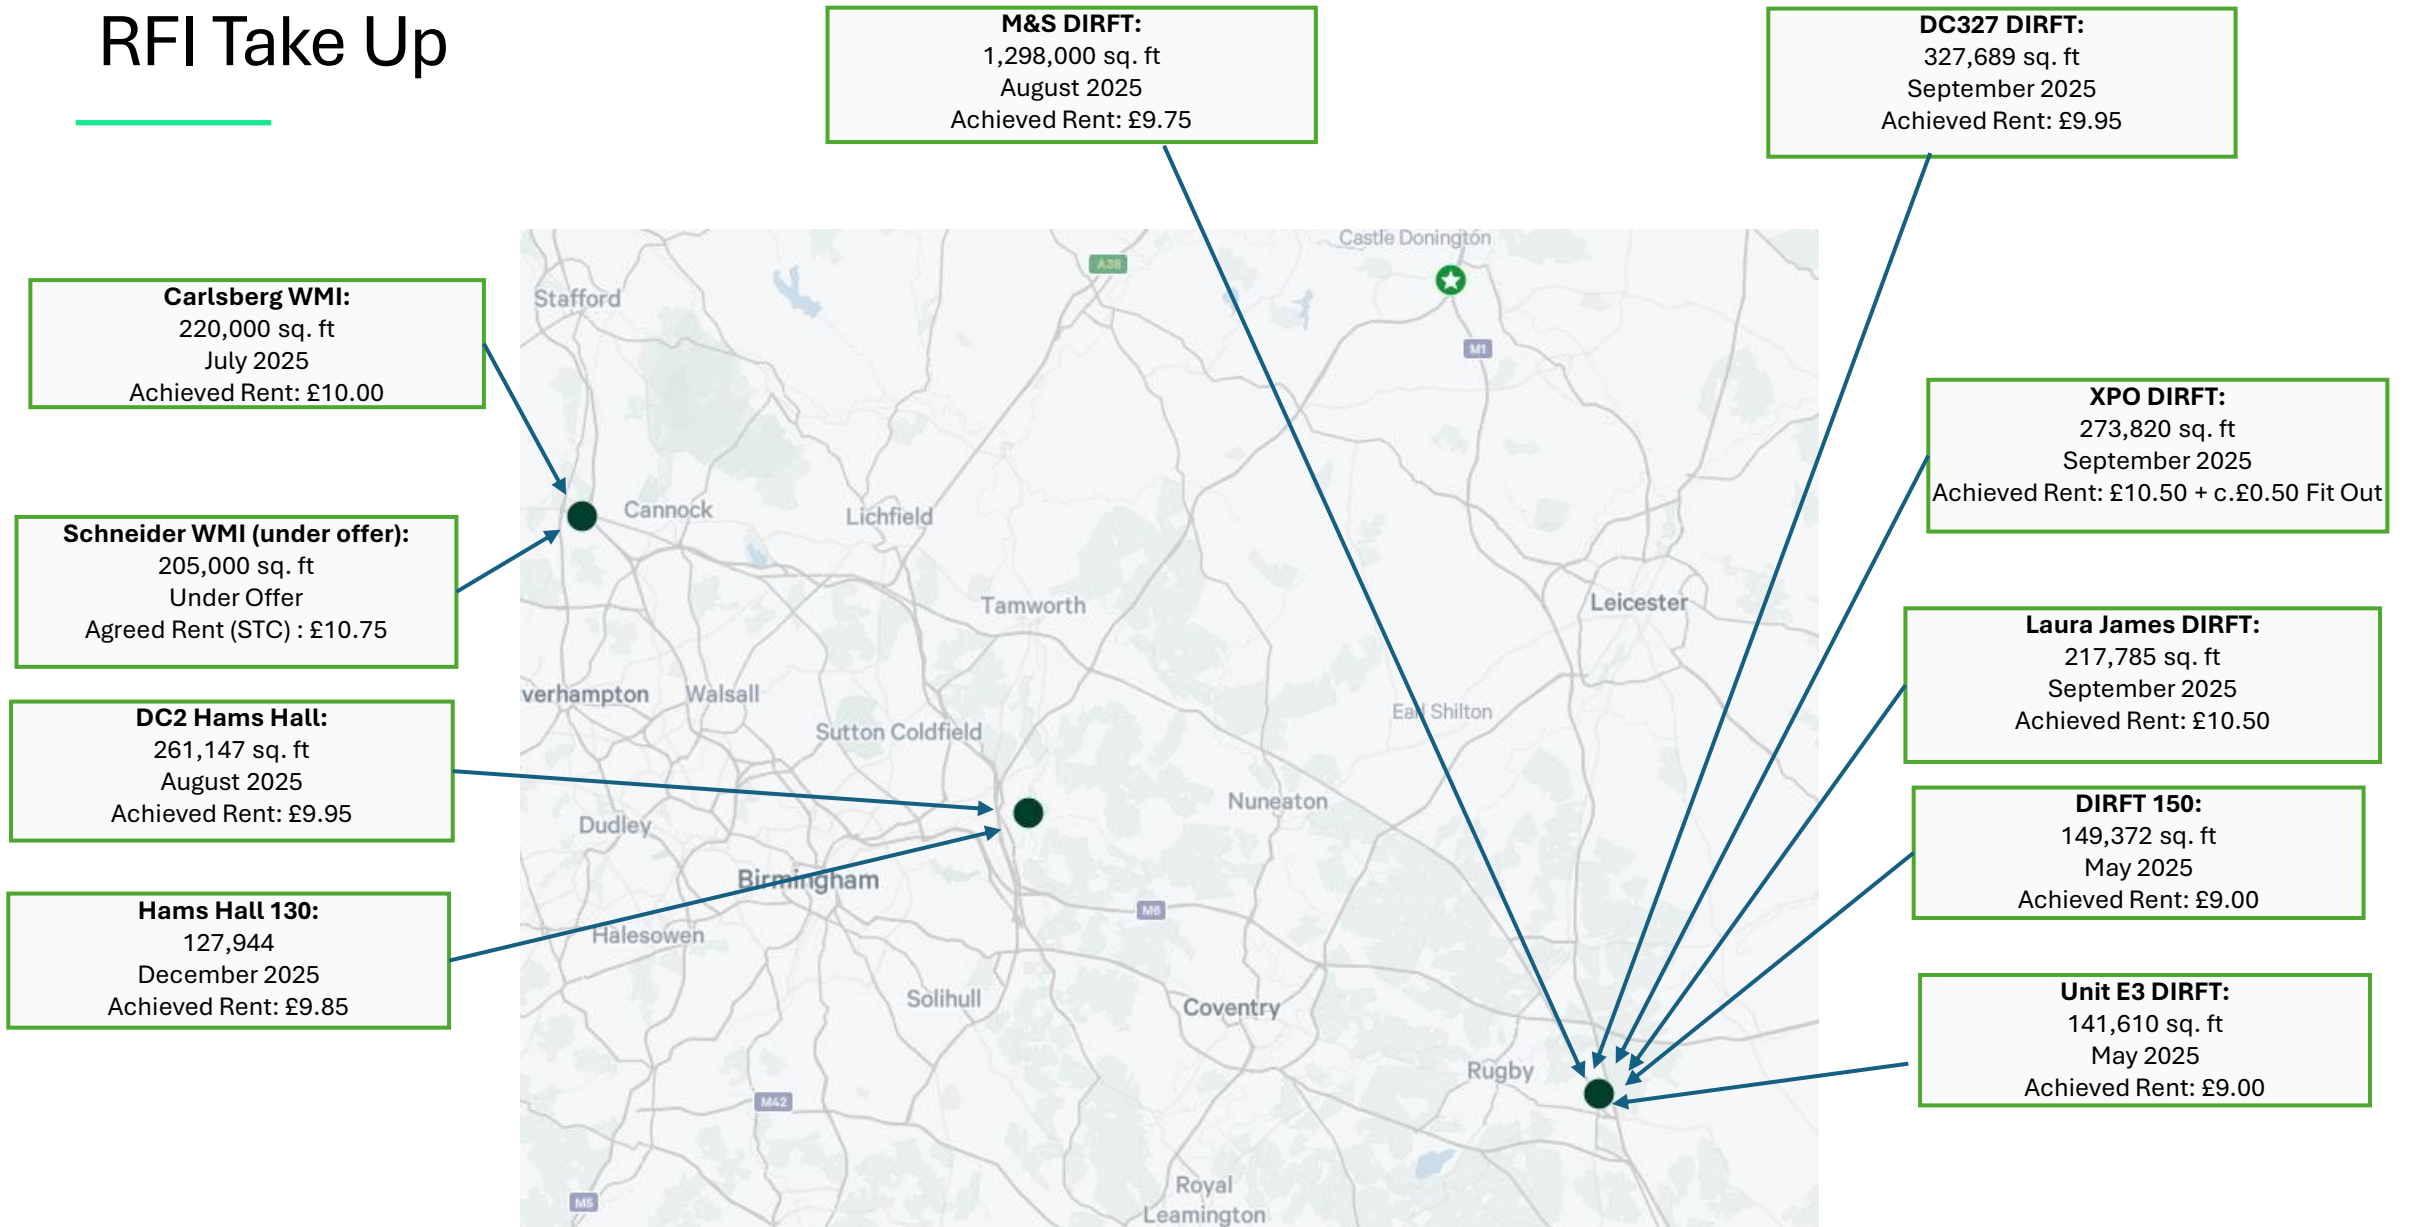 RFI Take Up
M&S DIRFT:
1,298,000 sq. ft
August 2025
Achieved Rent: £9.75
DC327 DIRFT:
327,689 sq. ft
September 2025
Achieved Rent: £9.95
Carlsberg WMI:
220,000 sq. ft
July 2025
Achieved Rent: £10.00
Schneider WMI (under offer):
205,000 sq. ft
Under Offer
Agreed Rent (STC) : £10.75
DC2 Hams Hall:
261,147 sq. ft
August 2025
Achieved Rent: £9.95
Hams Hall 130:
127,944
December 2025
Achieved Rent: £9.85
XPO DIRFT:
273,820 sq. ft
September 2025
Achieved Rent: £10.50 + c.£0.50 Fit Out
Laura James DIRFT:
217,785 sq. ft
September 2025
Achieved Rent: £10.50
DIRFT 150:
149,372 sq. ft
May 2025
Achieved Rent: £9.00
Unit E3 DIRFT:
141,610 sq. ft
May 2025
Achieved Rent: £9.00
Castle Donington
A38
Stafford
M1
Cannock
Lichfield
Tamworth
Leicester
verhampton
Walsall
Sutton Coldfield
Earl Shilton
Nuneaton
Dudley
Birmingham
M6
Halesowen
Solihull
Coventry
Rugby
M42
Royal
Leamington
M5